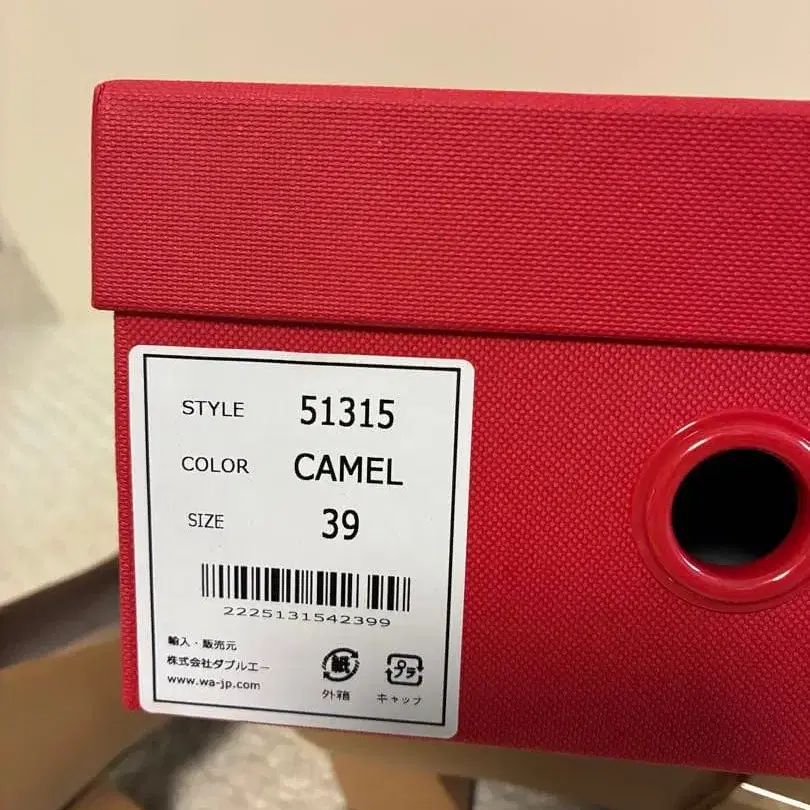 STYLE 51315
COLOR CAMEL
SIZE 39
2225131542399
輸入・販売元
株式会社ダブルエー
www.wa-jp.com
紙
外箱
プラ
キャップ